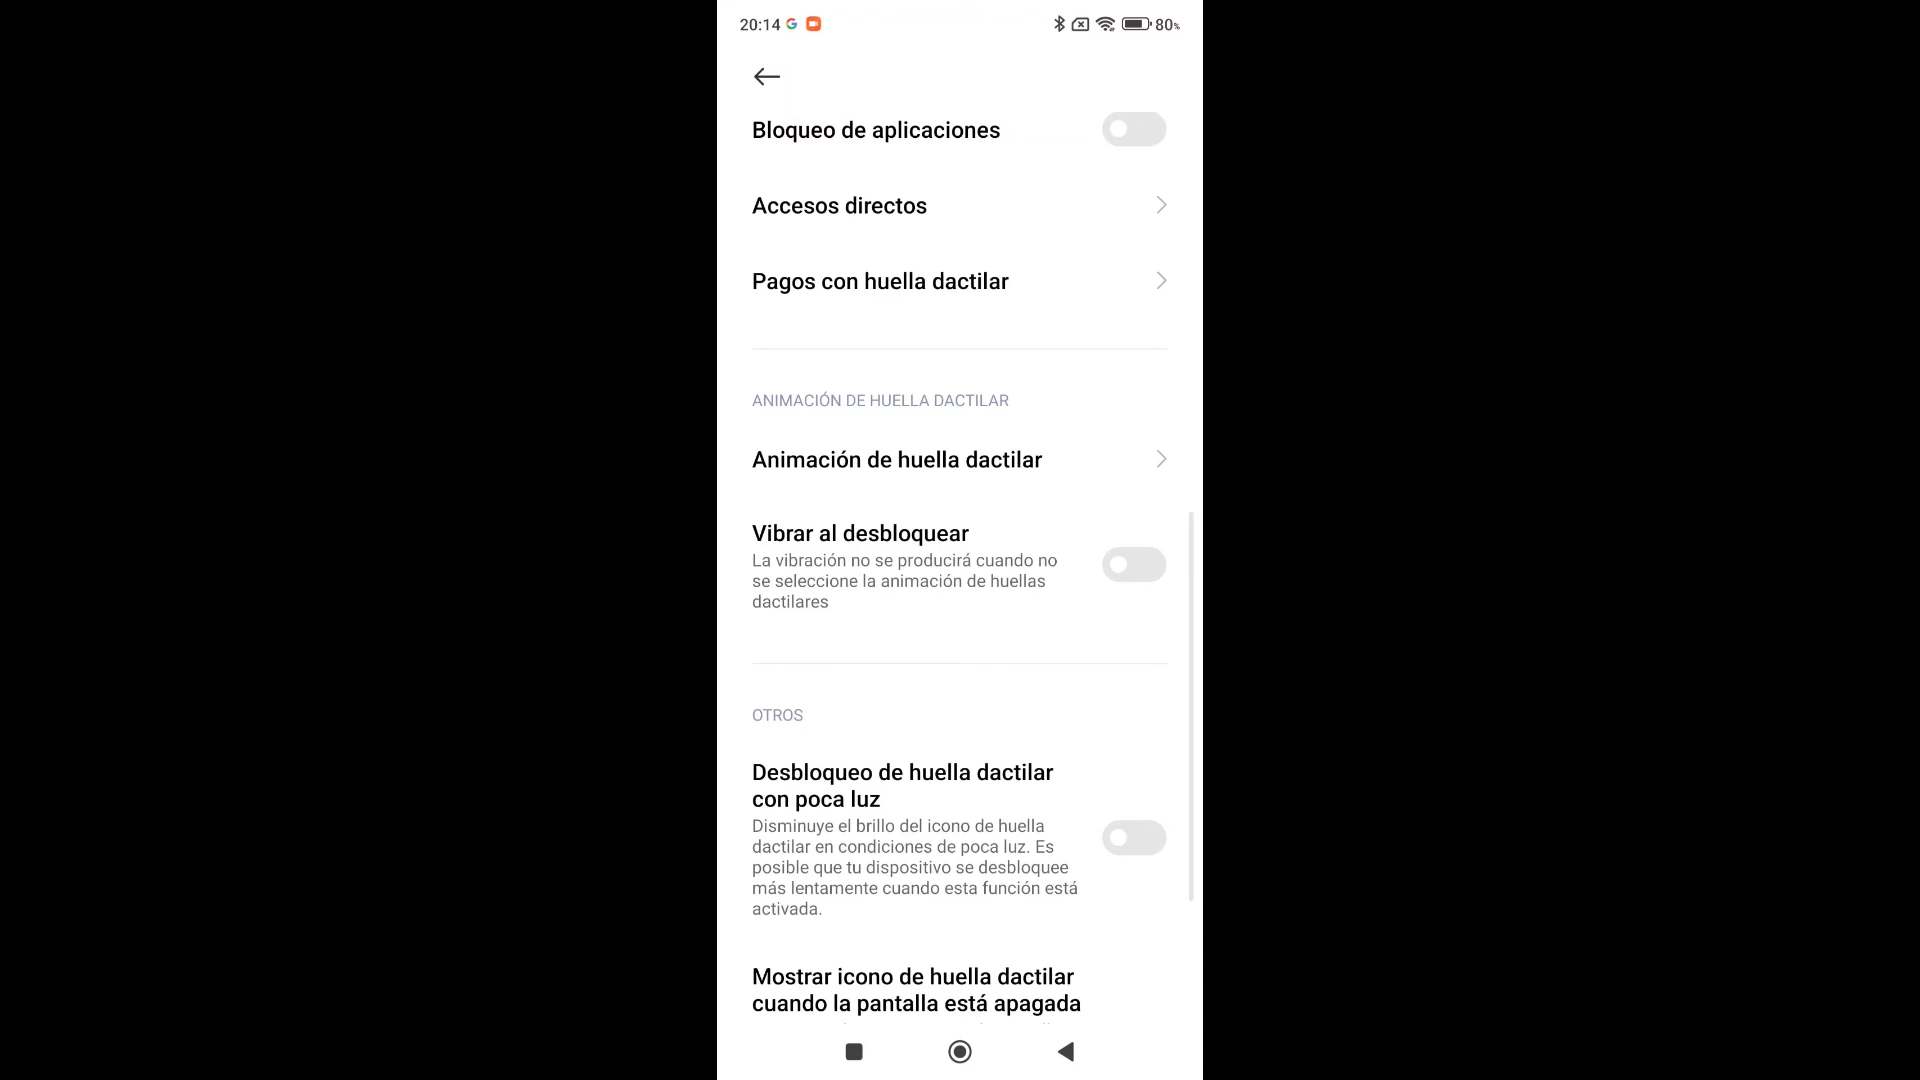 20:14
80%
Bloqueo de aplicaciones
Accesos directos
Pagos con huella dactilar
ANIMACIÓN DE HUELLA DACTILAR
Animación de huella dactilar
Vibrar al desbloquear
La vibración no se producirá cuando no
se seleccione la animación de huellas
dactilares
OTROS
Desbloqueo de huella dactilar
con poca luz
Disminuye el brillo del icono de huella
dactilar en condiciones de poca luz. Es
posible que tu dispositivo se desbloquee
más lentamente cuando esta función está
activada.
Mostrar icono de huella dactilar
cuando la pantalla está apagada